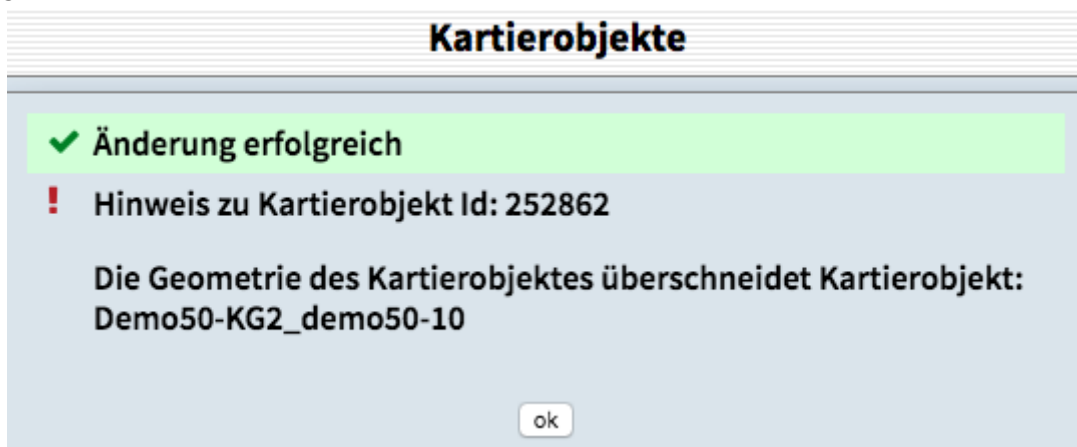 Kartierobjekte
Änderung erfolgreich
Hinweis zu Kartierobjekt Id: 252862
Die Geometrie des Kartierobjektes überschneidet Kartierobjekt:
Demo50-KG2_demo50-10
ok